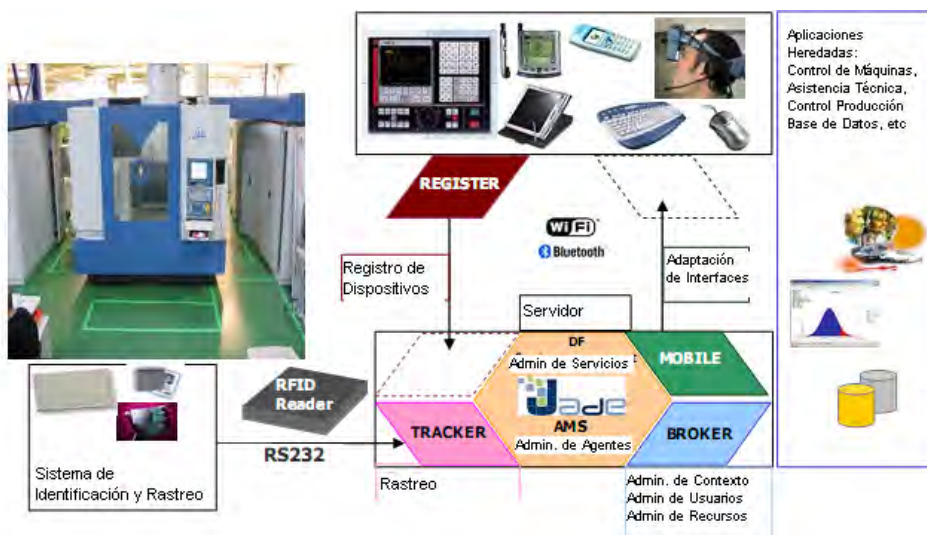 Aplicaciones
Heredadas:
Control de Máquinas,
Asistencia Técnica,
Control Producción
Base de Datos, etc
REGISTER
WiFi
Bluetooth
Registro de
Dispositivos
Adaptación
de Interfaces
Servidor
DF
Admin de Servicios
MOBILE
RFID
Reader
Jade
TRACKER
AMS
BROKER
Admin. de Agentes
RS232
Sistema de
Identificación y Rastreo
Rastreo
Admin. de Contexto
Admin de Usuarios
Admin de Recursos